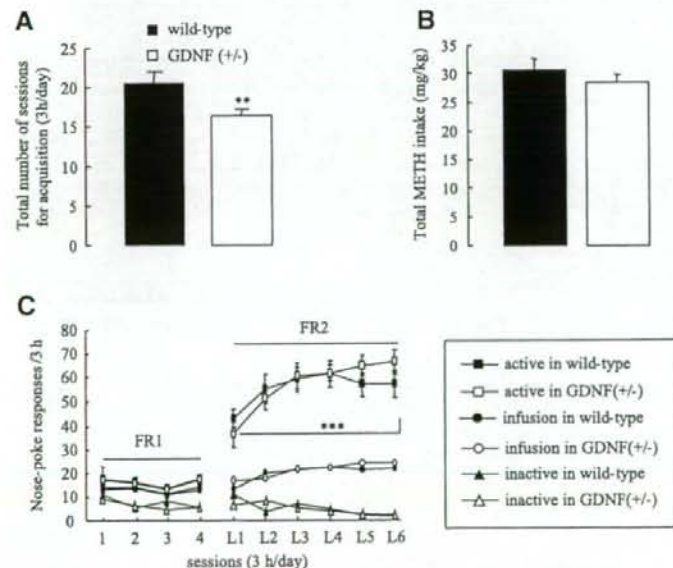 A
wild-type
GDNF (+/-)
Total number of sessions
for acquisition (3h/day)
25
20
15
10
5
0
**
B
Total METH intake (mg/kg)
35
30
25
20
15
10
5
0
C
Nose-poke responses /3 h
80
70
60
50
40
30
20
10
0
FR1
FR2
***
1 2 3 4 L1 L2 L3 L4 L5 L6
sessions (3 h/day)
active in wild-type
active in GDNF(+/-)
infusion in wild-type
infusion in GDNF(+/-)
inactive in wild-type
inactive in GDNF(+/-)